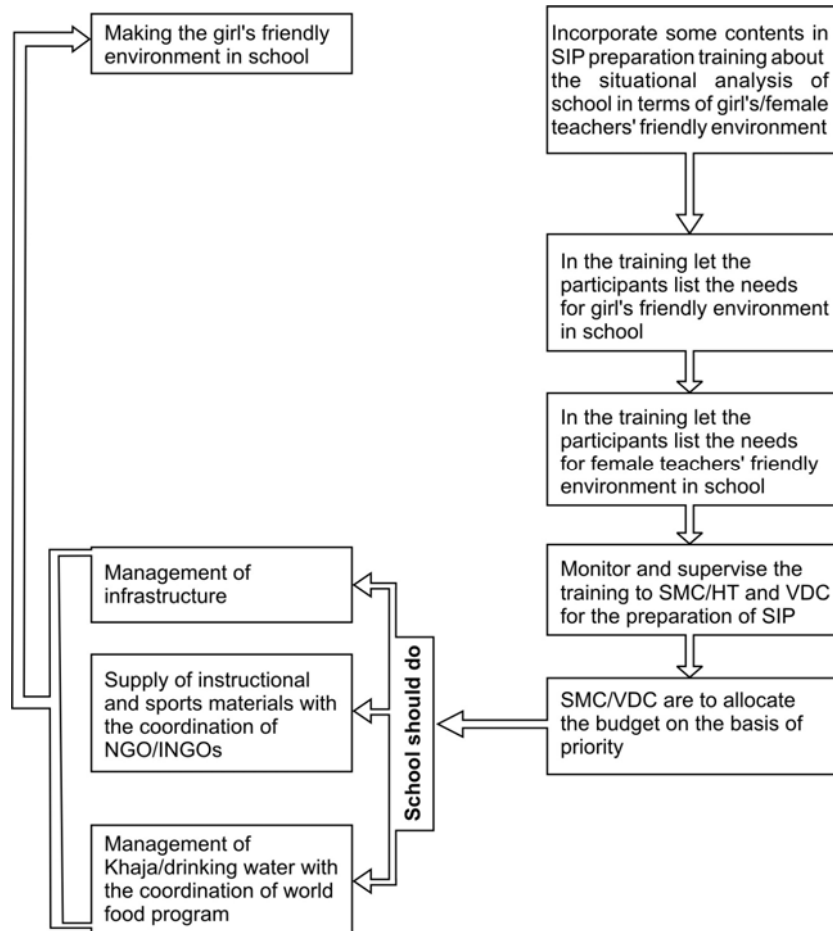 Making the girl's friendly
environment in school
Incorporate some contents in
SIP preparation training about
the situational analysis of
school in terms of girl's/female
teachers' friendly environment
In the training let the
participants list the needs
for girl's friendly environment
in school
In the training let the
participants list the needs
for female teachers' friendly
environment in school
Monitor and supervise the
training to SMC/HT and VDC
for the preparation of SIP
SMC/VDC are to allocate
the budget on the basis of
priority
School should do
Management of
infrastructure
Supply of instructional
and sports materials with
the coordination of
NGO/INGOs
Management of
Khaja/drinking water with
the coordination of world
food program